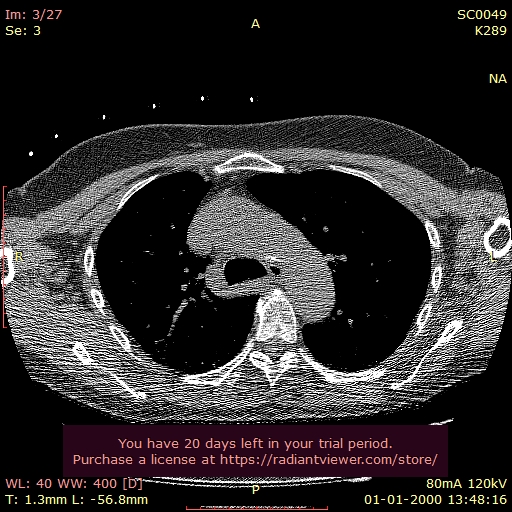 Im: 3/27
Se: 3
A
SC0049
K289
NA
R
L
You have 20 days left in your trial period.
Purchase a license at https://radiantviewer.com/store/
WL: 40 WW: 400 [D]
T: 1.3mm L: -56.8mm
P
80mA 120kV
01-01-2000 13:48:16